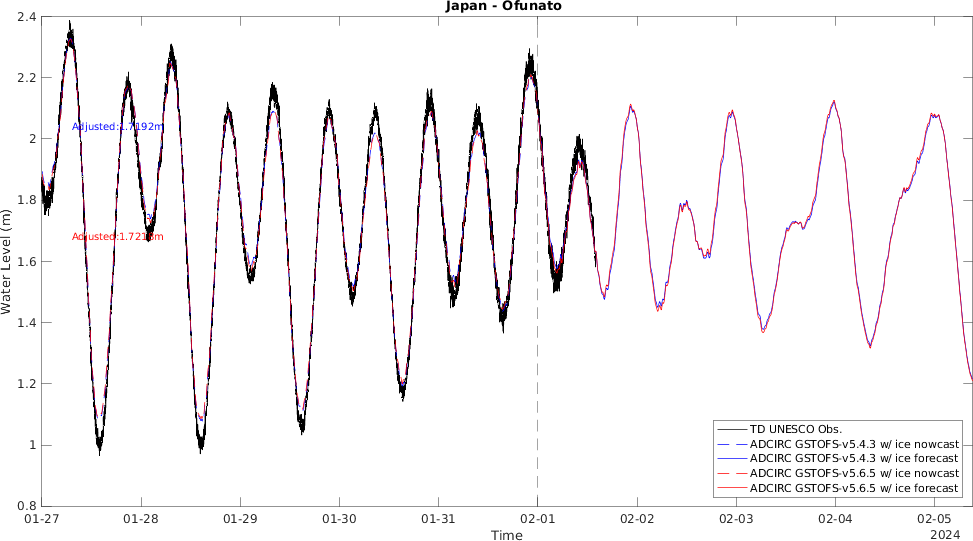 Japan - Ofunato
2.4
2.2
2
1.8
1.6
1.4
1.2
1
0.8
Water Level (m)
Adjusted:1.7192m
TD UNESCO Obs.
ADCIRC GSTOFS-v5.4.3 w/ ice nowcast
ADCIRC GSTOFS-v5.4.3 w/ ice forecast
ADCIRC GSTOFS-v5.6.5 w/ ice nowcast
ADCIRC GSTOFS-v5.6.5 w/ ice forecast
01-27
01-28
01-29
01-30
01-31
02-01
02-02
02-03
02-04
02-05
Time
2024